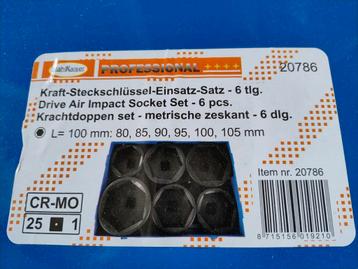 PROFESSIONAL
20786
Kraft-Steckschlüssel-Einsatz-Satz - 6 tlg.
Drive Air Impact Socket Set - 6 pcs.
Krachtdoppen set - metrische zeskant - 6 dlg.
L= 100 mm: 80, 85, 90, 95, 100, 105 mm
Item nr. 20786
CR-MO
25 1
8 715156 019210